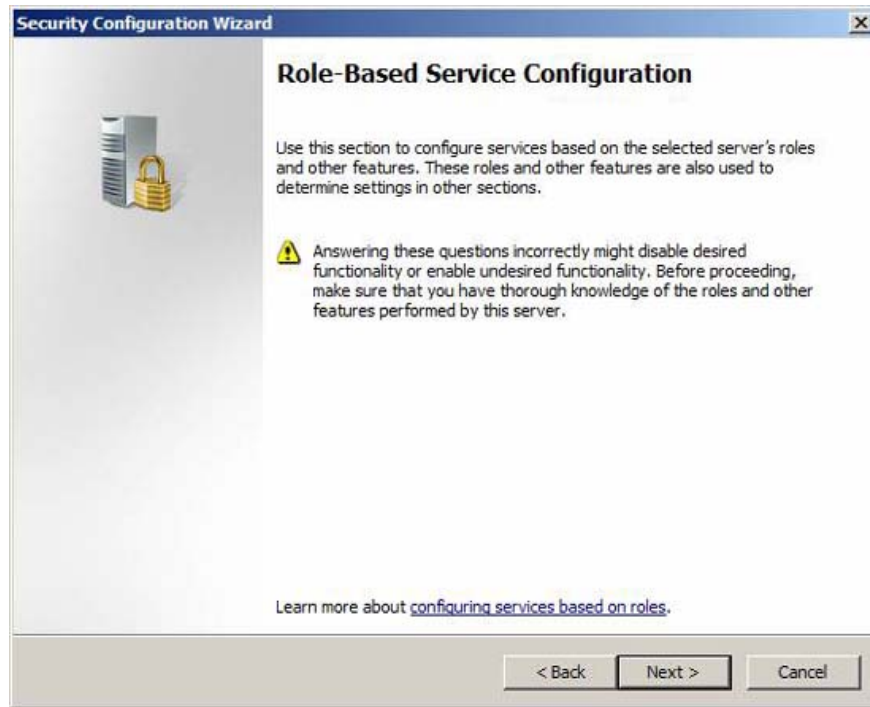 Security Configuration Wizard
Role-Based Service Configuration
Use this section to configure services based on the selected server's roles
and other features. These roles and other features are also used to
determine settings in other sections.
Answering these questions incorrectly might disable desired
functionality or enable undesired functionality. Before proceeding,
make sure that you have thorough knowledge of the roles and other
features performed by this server.
Learn more about configuring services based on roles.
< Back Next > Cancel